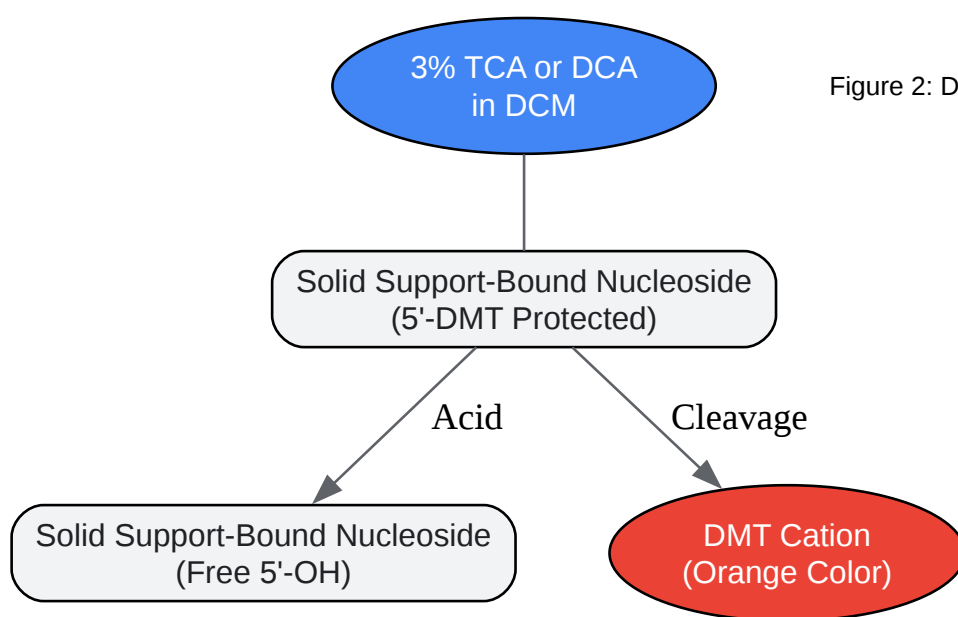 3% TCA or DCA
in DCM
Figure 2: D
Solid Support-Bound Nucleoside
(5'-DMT Protected)
Acid
Cleavage
Solid Support-Bound Nucleoside
(Free 5'-OH)
DMT Cation
(Orange Color)